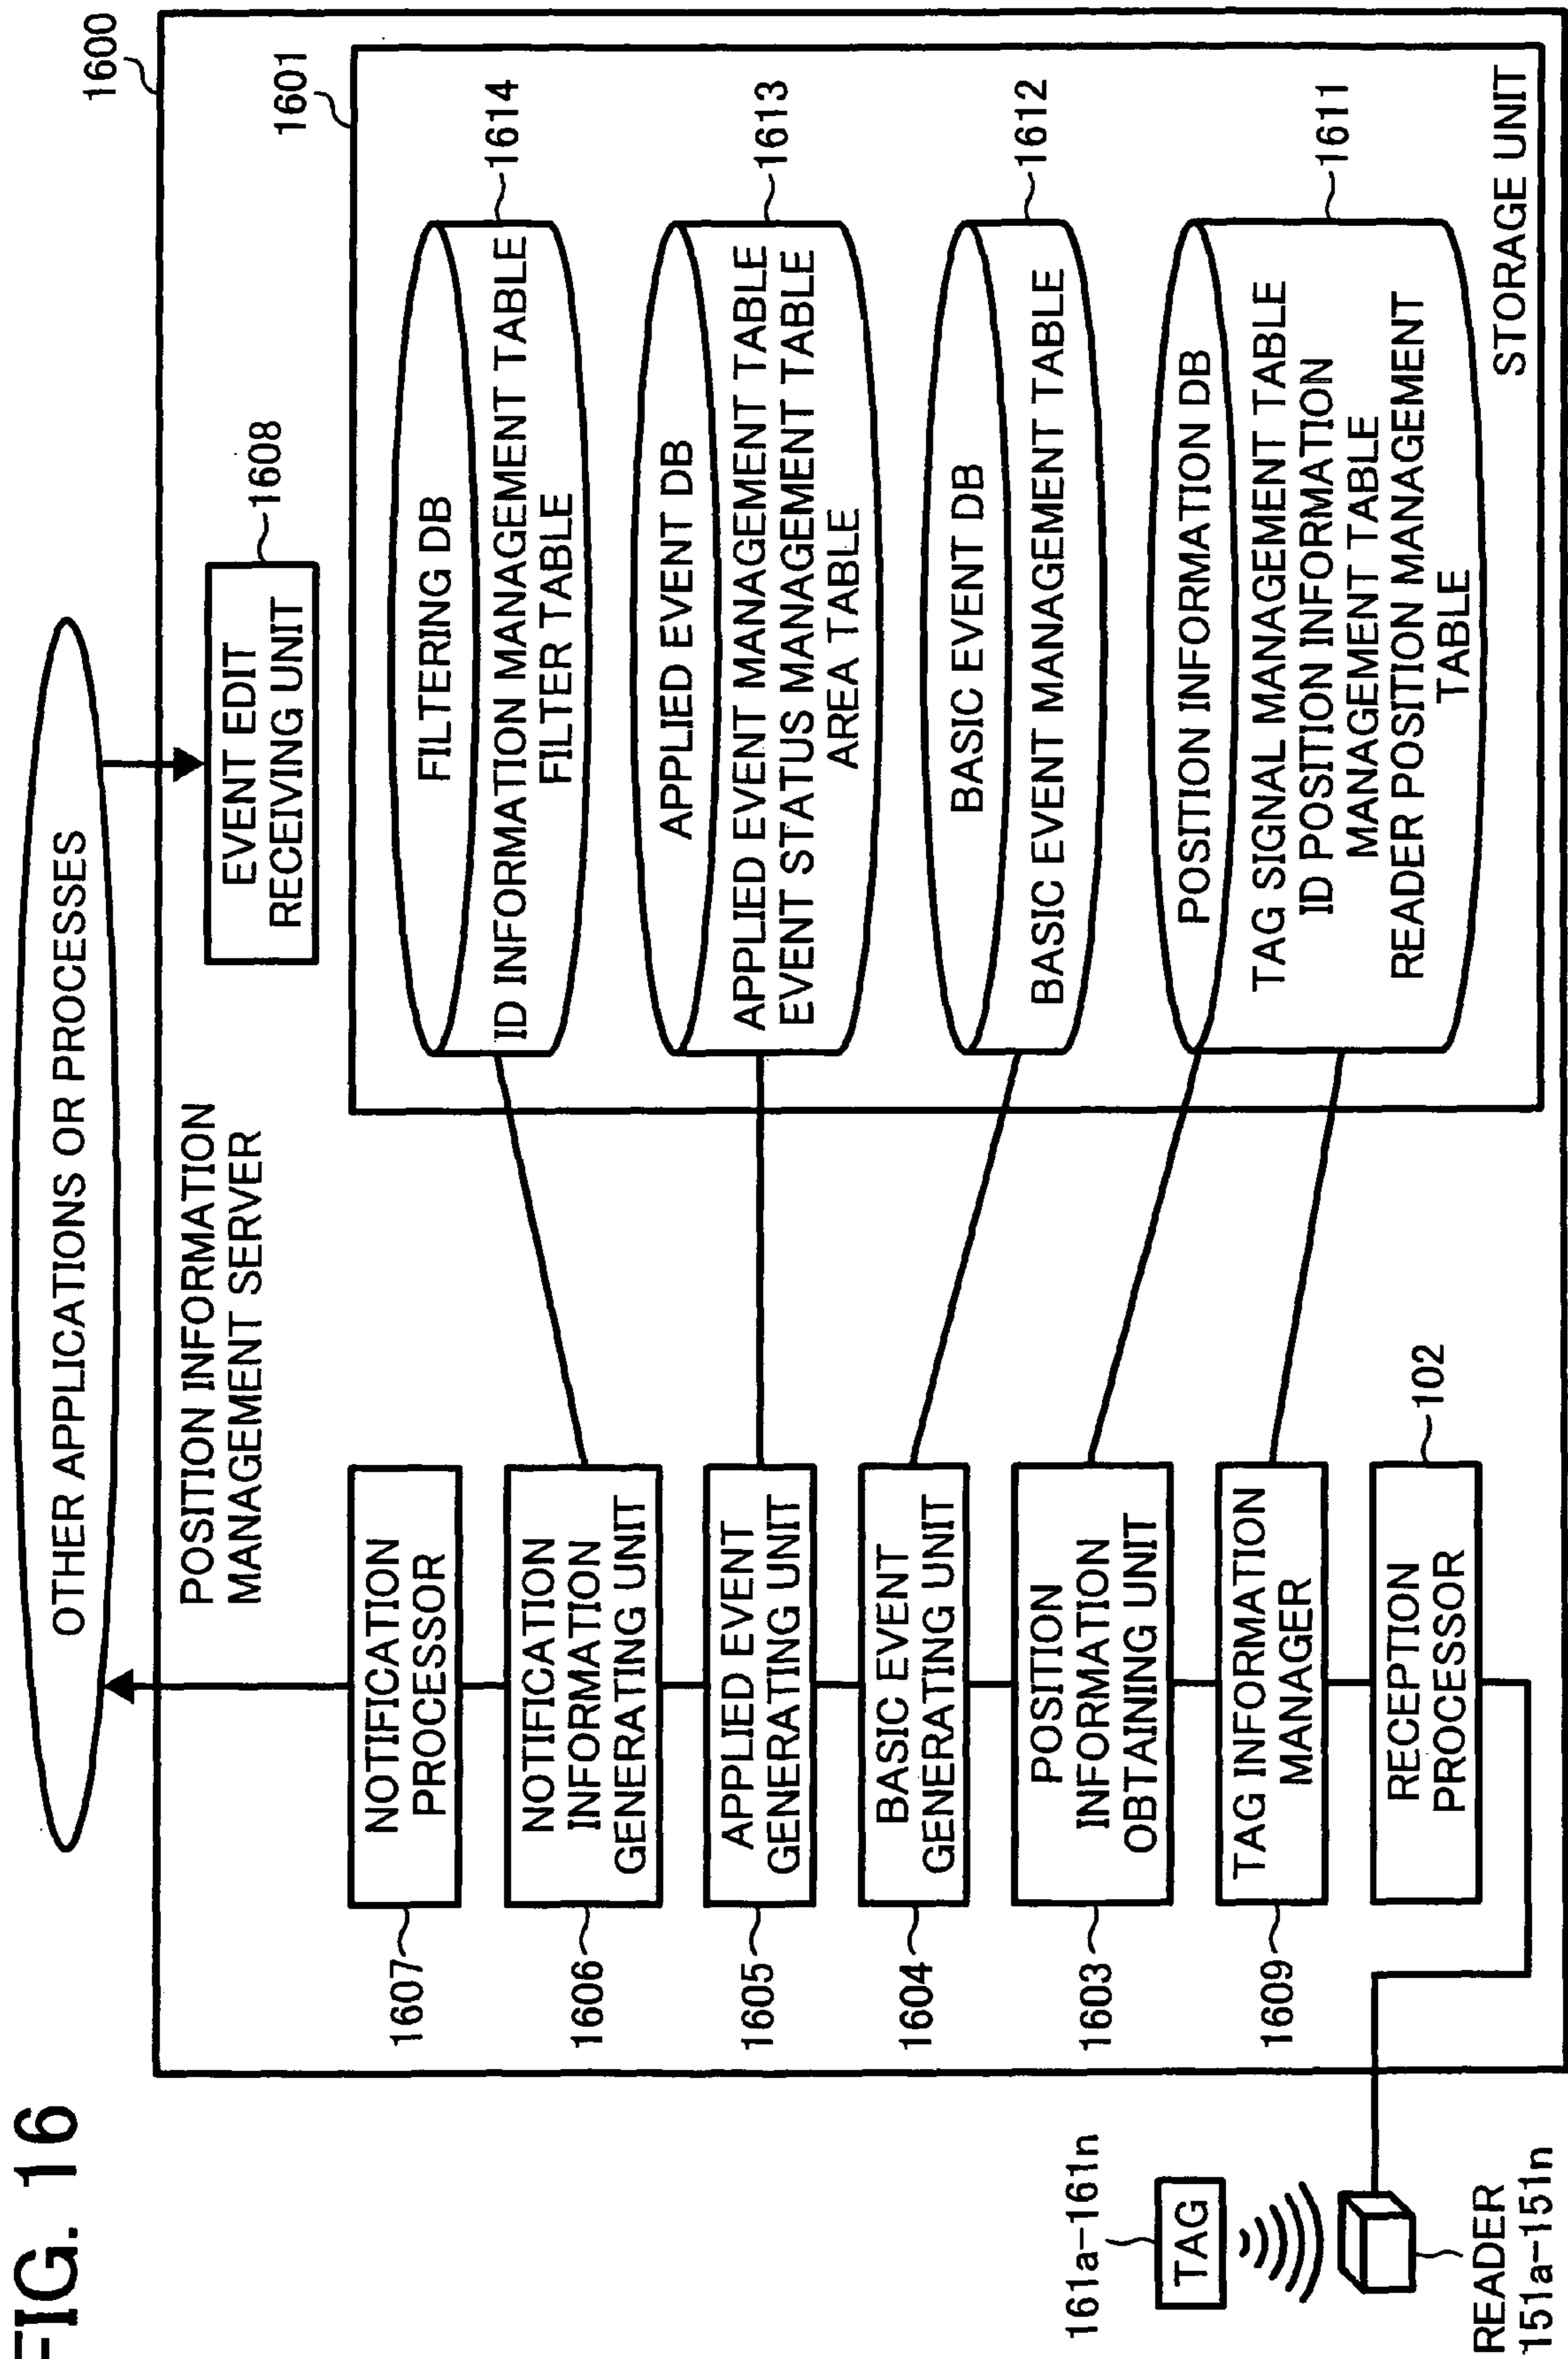 FIG. 16
OTHER APPLICATIONS OR PROCESSES
1600
POSITION INFORMATION
MANAGEMENT SERVER
EVENT EDIT
RECEIVING UNIT
1608
1601
1607
NOTIFICATION
PROCESSOR
1606
NOTIFICATION
INFORMATION
GENERATING UNIT
1605
APPLIED EVENT
GENERATING UNIT
1604
BASIC EVENT
GENERATING UNIT
1603
POSITION
INFORMATION
OBTAINING UNIT
1609
TAG INFORMATION
MANAGER
RECEPTION
PROCESSOR
102
FILTERING DB
ID INFORMATION MANAGEMENT TABLE
FILTER TABLE
1614
APPLIED EVENT DB
APPLIED EVENT MANAGEMENT TABLE
EVENT STATUS MANAGEMENT TABLE
AREA TABLE
1613
BASIC EVENT DB
BASIC EVENT MANAGEMENT TABLE
1612
POSITION INFORMATION DB
TAG SIGNAL MANAGEMENT TABLE
ID POSITION INFORMATION
MANAGEMENT TABLE
READER POSITION MANAGEMENT
TABLE
1611
STORAGE UNIT
161a-161n
TAG
READER
151a-151n